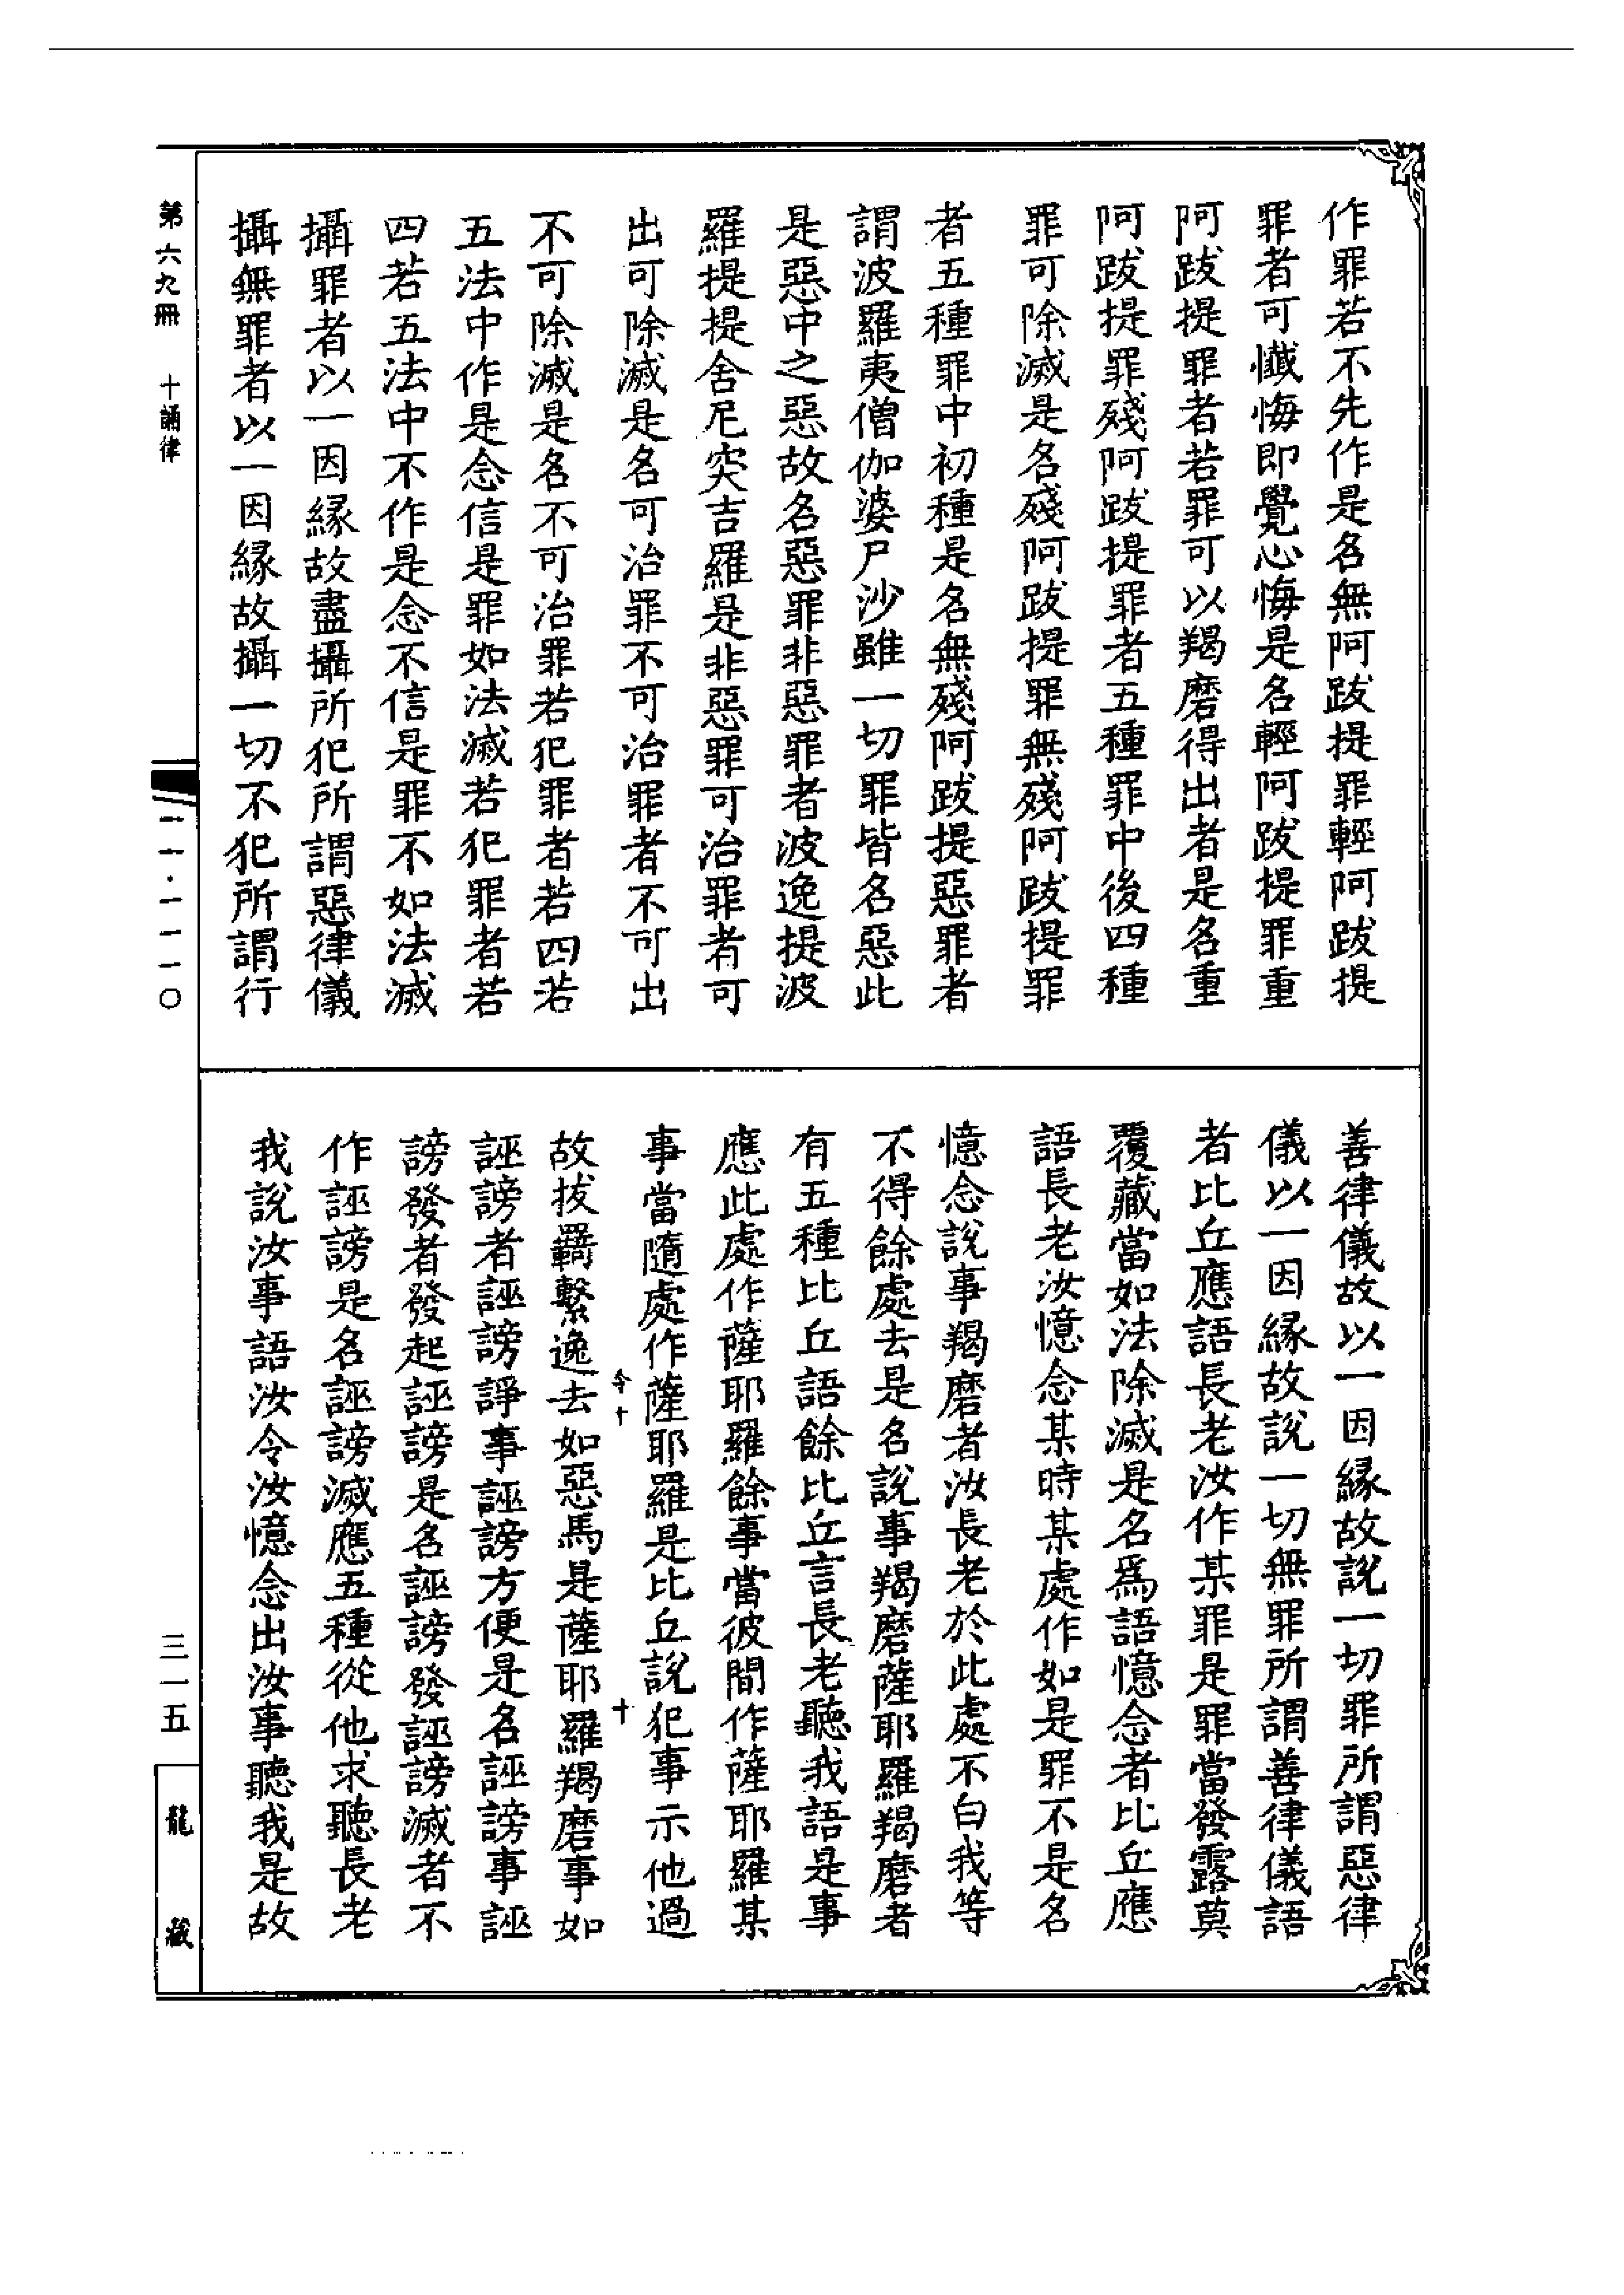 作罪若不先作是名無阿跋提罪輕阿跋提
罪者可懺悔即覺心悔是名輕阿跋提罪重
阿跋提罪者若罪可以羯磨得出者是名重
阿跋提罪殘阿跋提罪者五種罪中後四種
罪可除滅是名殘阿跋提罪無殘阿跋提罪
者五種罪中初種是名無殘阿跋提惡罪者
謂波羅夷僧伽婆尸沙雖一切罪皆名惡此
是惡中之惡故名惡罪非惡罪者波逸提波
羅提提舍尼突吉羅是非惡罪可治罪者可
出可除滅是名可治罪不可治罪者不可出
不可除滅是名不可治罪若犯罪者若四若
五法中作是念信是罪如法滅若犯罪者若
四若五法中不作是念不信是罪不如法滅
攝罪者以一因緣故盡攝所犯所謂惡律儀
攝無罪者以一因緣故攝一切不犯所謂行
善律儀故以一因緣故說一切罪所謂惡律
儀以一因緣故說一切無罪所謂善律儀語
者比丘應語長老汝作某罪是罪當發露莫
覆藏當如法除滅是名為語憶念者比丘應
語長老汝憶念某時某處作如是罪不是名
憶念說事羯磨者汝長老於此處不白我等
不得餘處去是名說事羯磨薩耶羅羯磨者
有五種比丘語餘比丘言長老聽我語是事
應此處作薩耶羅餘事當彼間作薩耶羅某
事當隨處作薩耶羅是比丘說犯事示他過
故拔羈繫逸去如惡馬是薩耶羅羯磨事如
誣謗者誣謗諍事誣謗方便是名誣謗事誣
謗發者發起誣謗是名誣謗發誣謗滅者不
作誣謗是名誣謗滅應五種從他求聽長老
我說汝事語汝令汝憶念出汝事聽我是故
第六九冊 十誦律
一一·一一一〇
三一五
龍藏